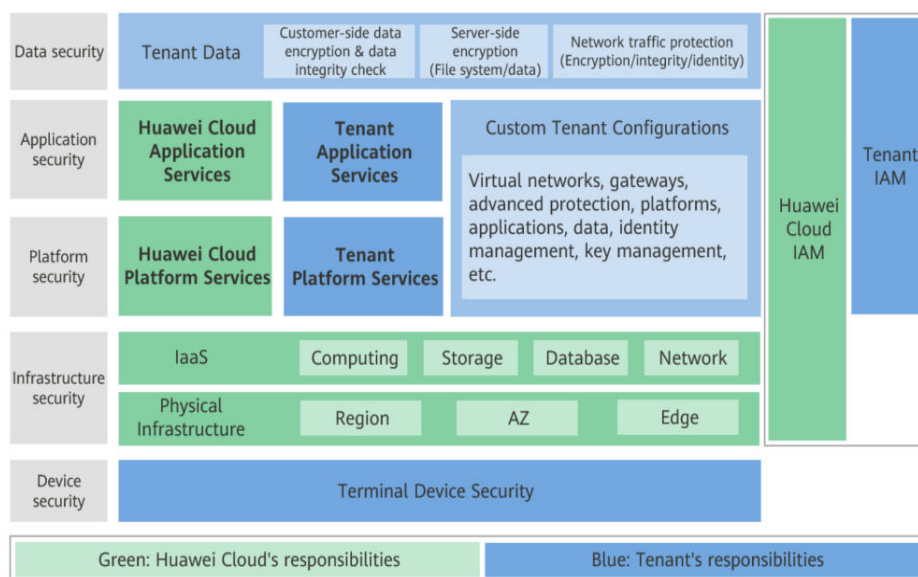 Data security
Tenant Data
Customer-side data
encryption & data
integrity check
Server-side
encryption
(File system/data)
Network traffic protection
(Encryption/integrity/identity)
Application
security
Huawei Cloud
Application
Services
Tenant
Application
Services
Custom Tenant Configurations
Virtual networks, gateways,
advanced protection, platforms,
applications, data, identity
management, key management,
etc.
Platform
security
Huawei Cloud
Platform Services
Tenant
Platform Services
Huawei
Cloud
IAM
Tenant
IAM
Infrastructure
security
IaaS
Computing
Storage
Database
Network
Physical
Infrastructure
Region
AZ
Edge
Device
security
Terminal Device Security
Green: Huawei Cloud's responsibilities
Blue: Tenant's responsibilities